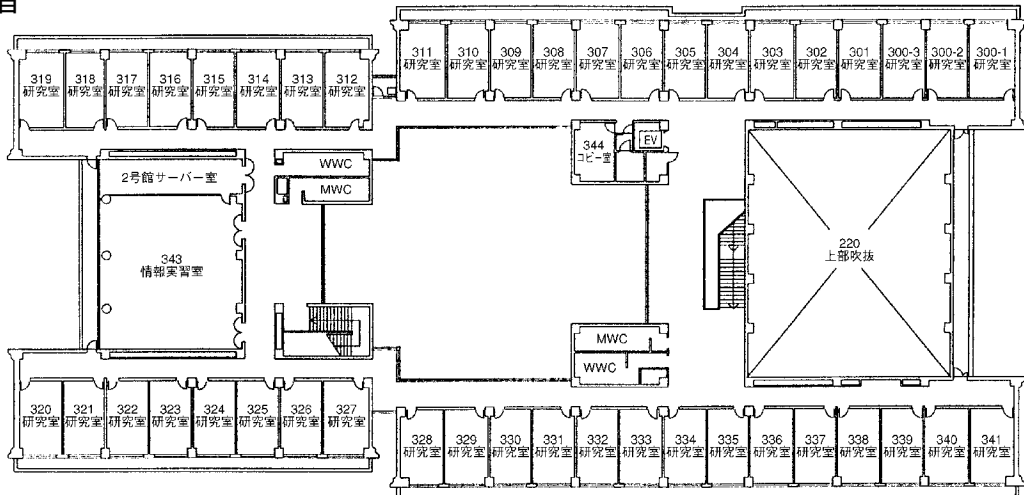 311 310 309 308 307 306 305 304 303 302 301 300-3 300-2 300-1
研究室 研究室 研究室 研究室 研究室 研究室 研究室 研究室 研究室 研究室 研究室 研究室 研究室 研究室
319 318 317 316 315 314 313 312
研究室 研究室 研究室 研究室 研究室 研究室 研究室 研究室
EV
344
コピー室
WWC
MWC
2号館サーバー室
343
情報実習室
220
上部吹抜
MWC
WWC
320 321 322 323 324 325 326 327
研究室 研究室 研究室 研究室 研究室 研究室 研究室 研究室
328 329 330 331 332 333 334 335 336 337 338 339 340 341
研究室 研究室 研究室 研究室 研究室 研究室 研究室 研究室 研究室 研究室 研究室 研究室 研究室 研究室